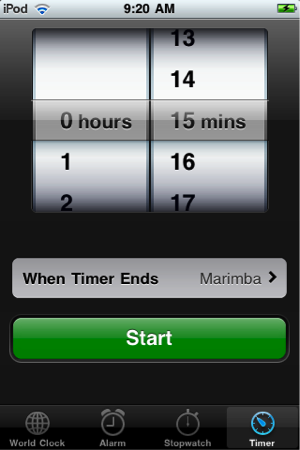 iPod 9:20 AM
13
14
0 hours 15 mins
1 16
2 17
When Timer Ends Marimba
Start
World Clock Alarm Stopwatch Timer